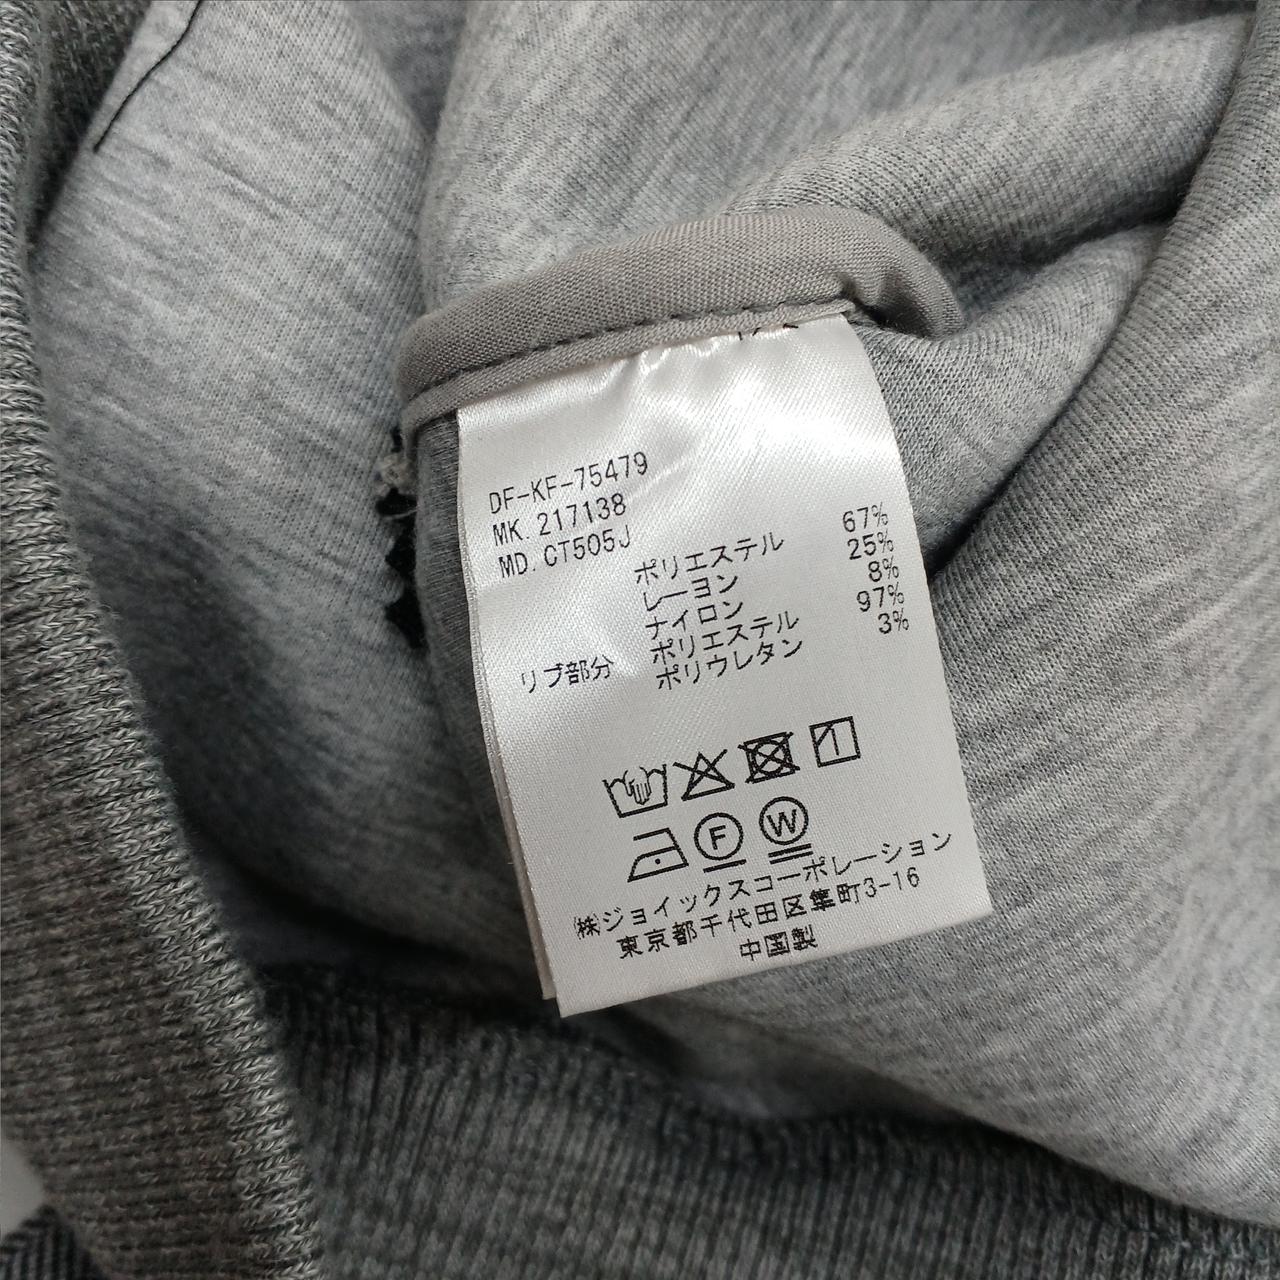 DF-KF-75479
MK. 217138
MD. CT505J
ポリエステル 67%
レーヨン 25%
ナイロン 8%
リブ部分 ポリエステル 97%
ポリウレタン 3%
F W
㈱ジョイックスコーポレーション
東京都千代田区隼町3-16
中国製